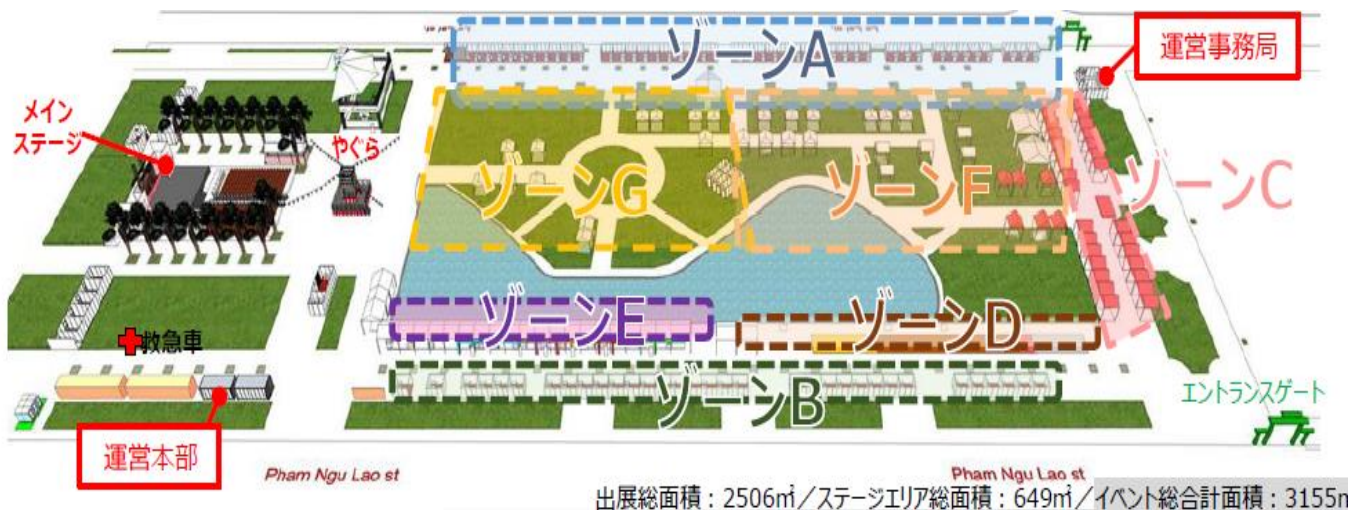 ゾーンA
運営事務局
メイン
ステージ
やぐら
ゾーンG
ゾーンF
ゾーンC
ゾーンE
ゾーンD
救急車
ゾーンB
エントランスゲート
運営本部
Pham Ngu Lao st
Pham Ngu Lao st
出展総面積：2506㎡／ステージエリア総面積：649㎡／イベント総合計面積：3155m